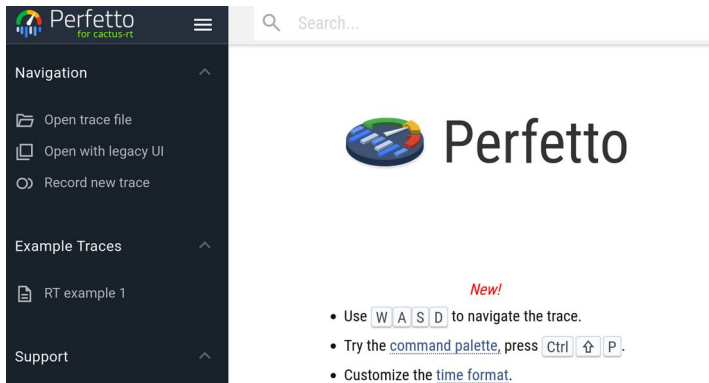 Perfetto
for cactus-rt
Search...
Navigation
Open trace file
Open with legacy UI
Record new trace
Example Traces
RT example 1
Support
Perfetto
New!
Use W A S D to navigate the trace.
Try the command palette, press Ctrl ⇧ P.
Customize the time format.